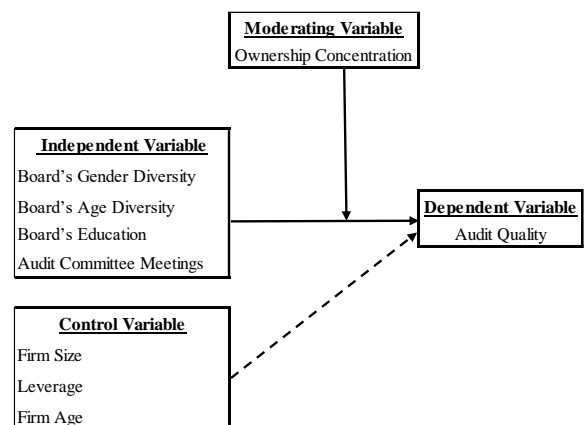 Moderating Variable
Ownership Concentration
Independent Variable
Board's Gender Diversity
Board's Age Diversity
Board's Education
Audit Committee Meetings
Dependent Variable
Audit Quality
Control Variable
Firm Size
Leverage
Firm Age